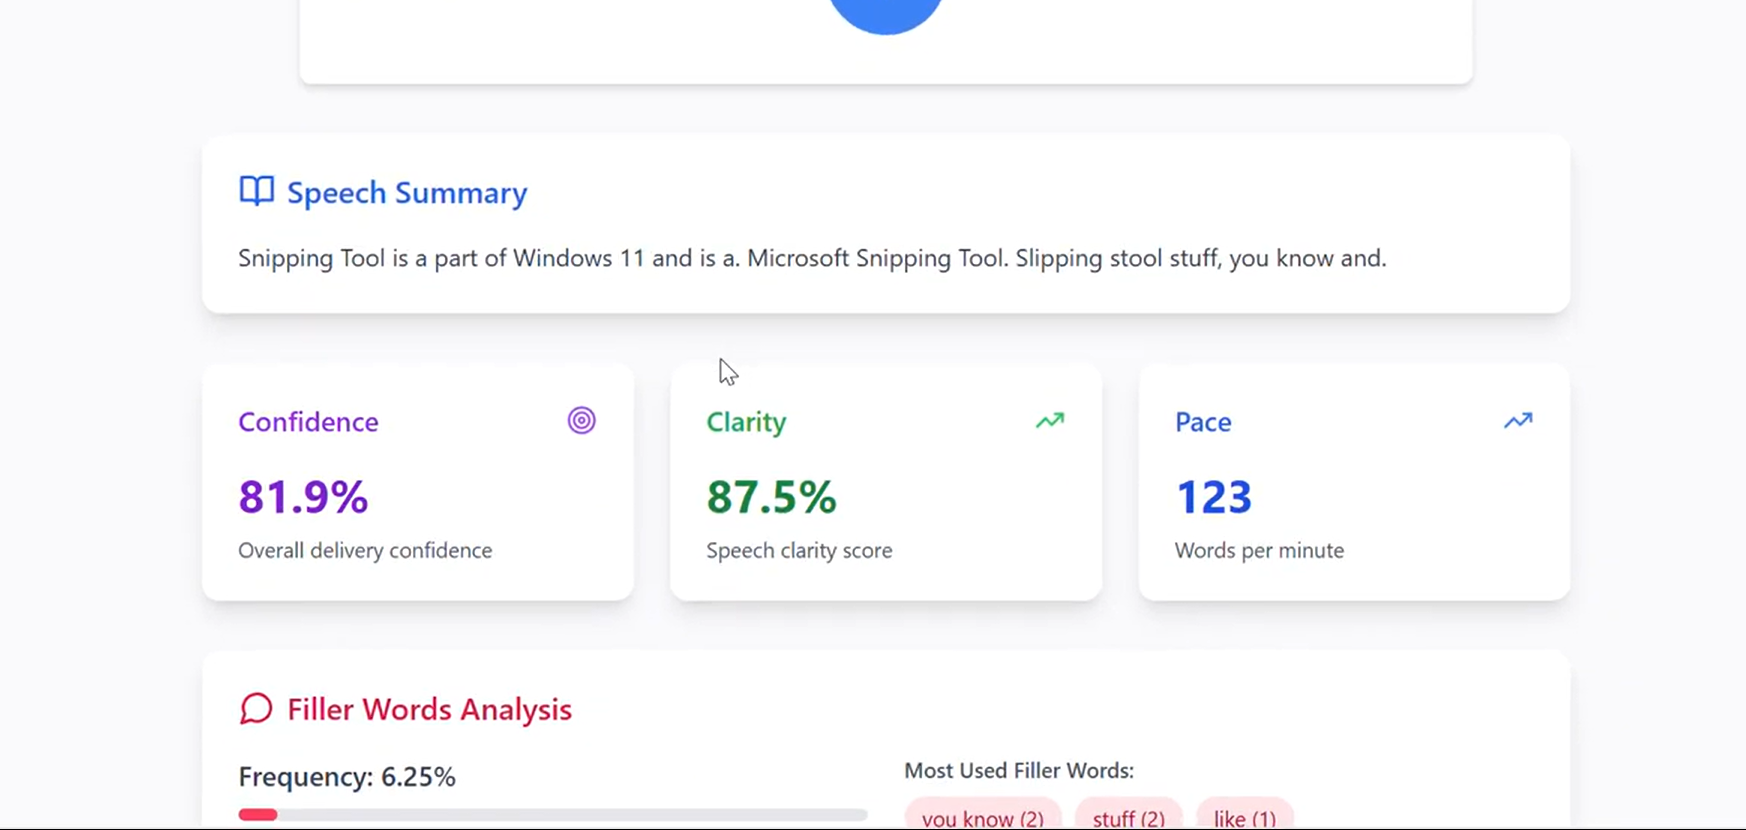 Speech Summary
Snipping Tool is a part of Windows 11 and is a. Microsoft Snipping Tool. Slipping stool stuff, you know and.
Confidence
81.9%
Overall delivery confidence
Clarity
87.5%
Speech clarity score
Pace
123
Words per minute
Filler Words Analysis
Frequency: 6.25%
Most Used Filler Words:
you know (2) stuff (2) like (1)